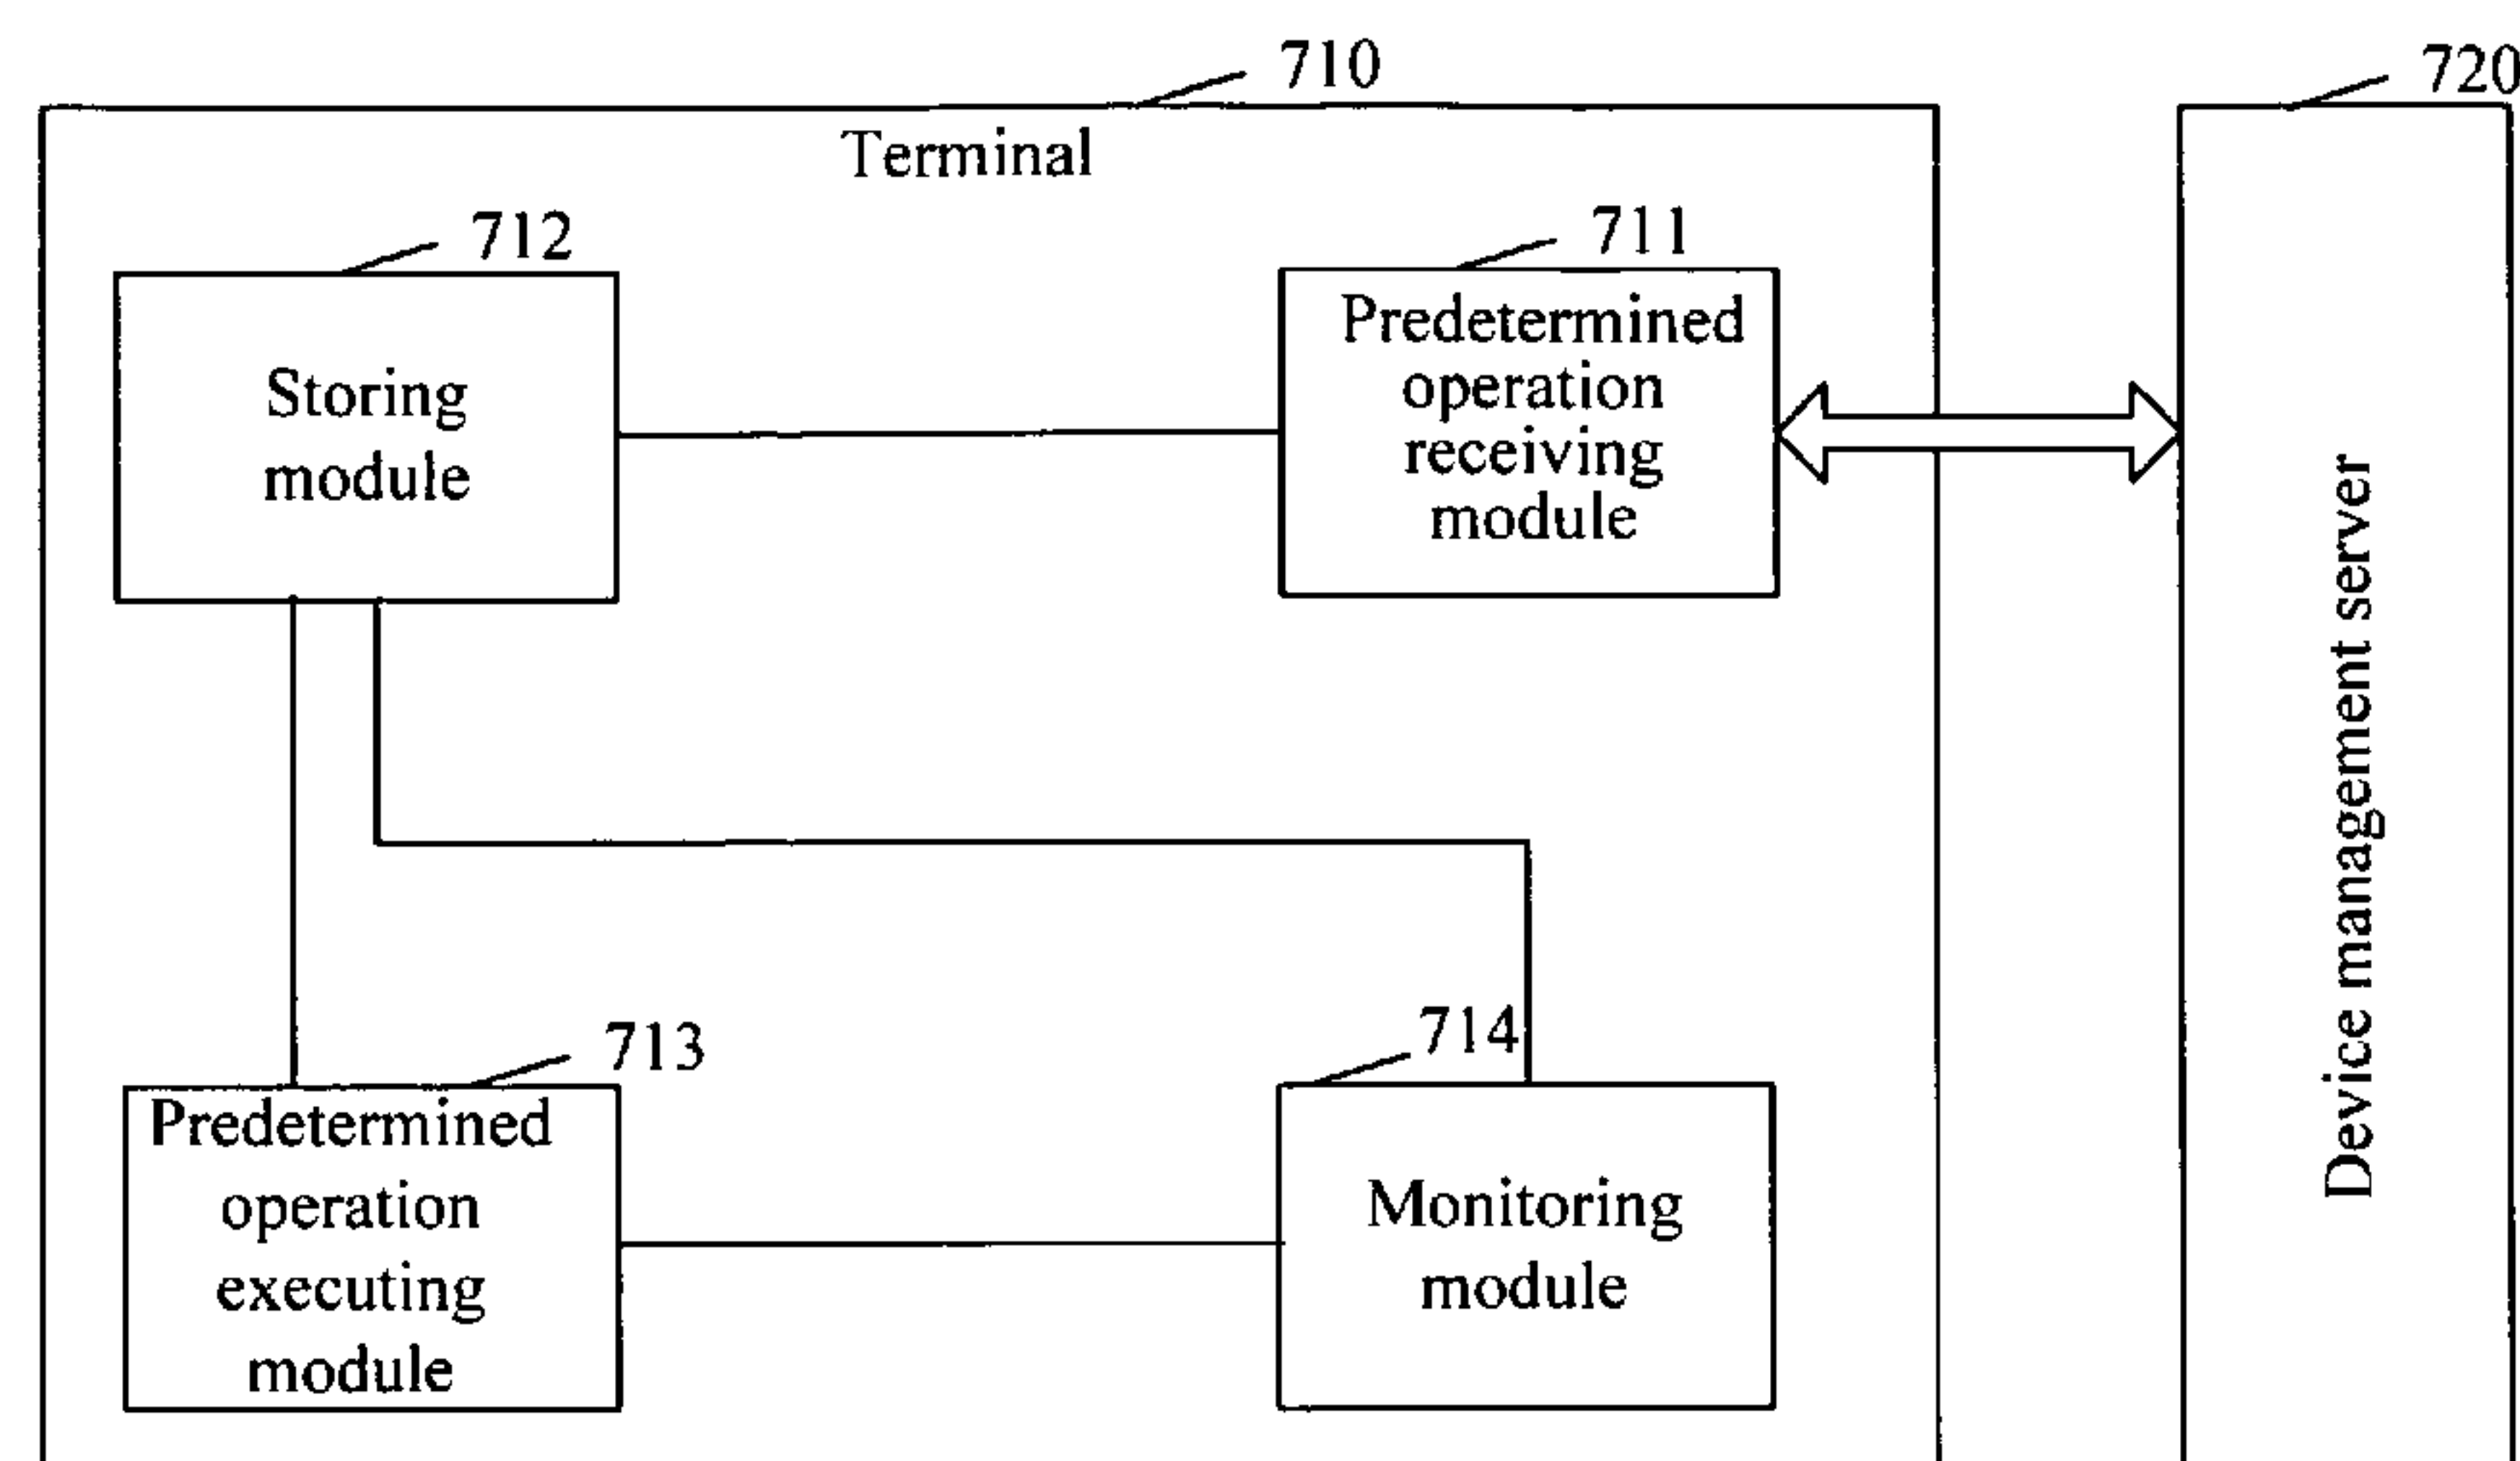 710
720
Terminal
712
711
Storing
module
Predetermined
operation
receiving
module
Device management server
713
714
Predetermined
operation
executing
module
Monitoring
module